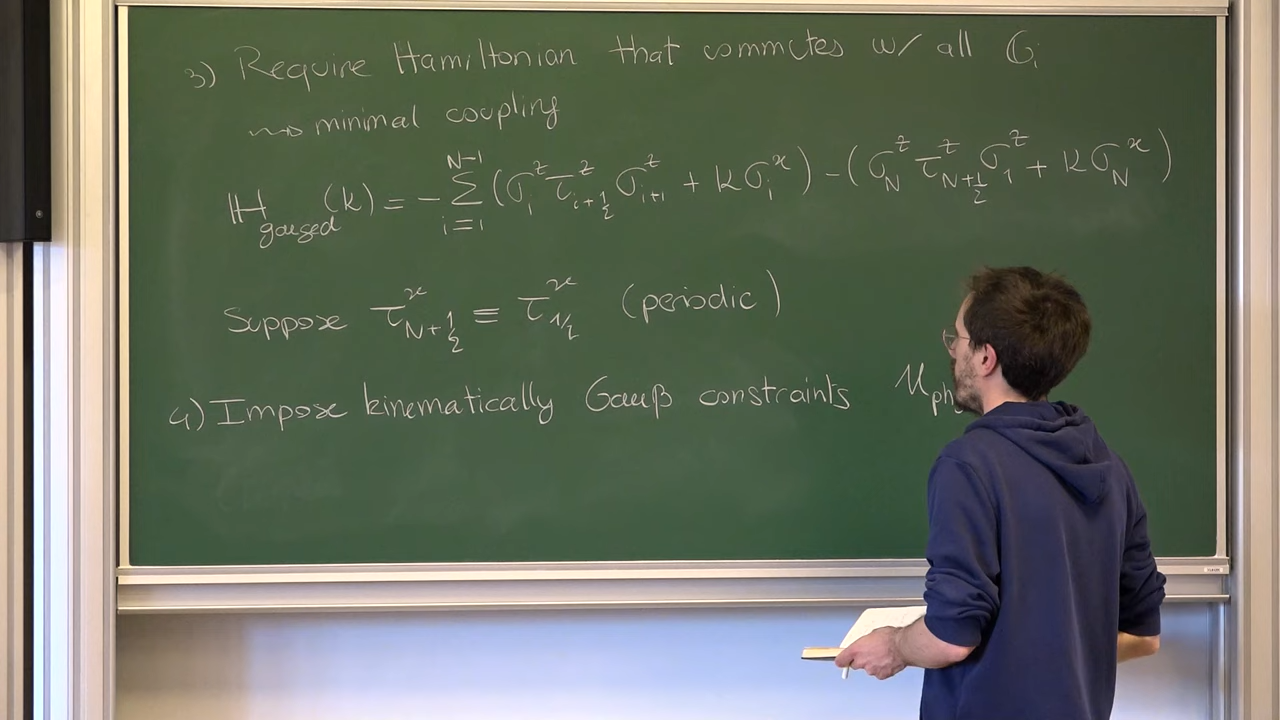 3) Require Hamiltonian that commutes w/ all G_i
⇝ minimal coupling
H_gauged (k) = - Σ_{i=1}^{N-1} (σ_i^z τ_{i+1/2}^z σ_{i+1}^z + k σ_i^x) - (σ_N^z τ_{N+1/2}^z σ_1^z + k σ_N^x)
Suppose τ_{N+1/2}^x ≡ τ_{1/2}^x (periodic)
4) Impose kinematically Gauß constraints